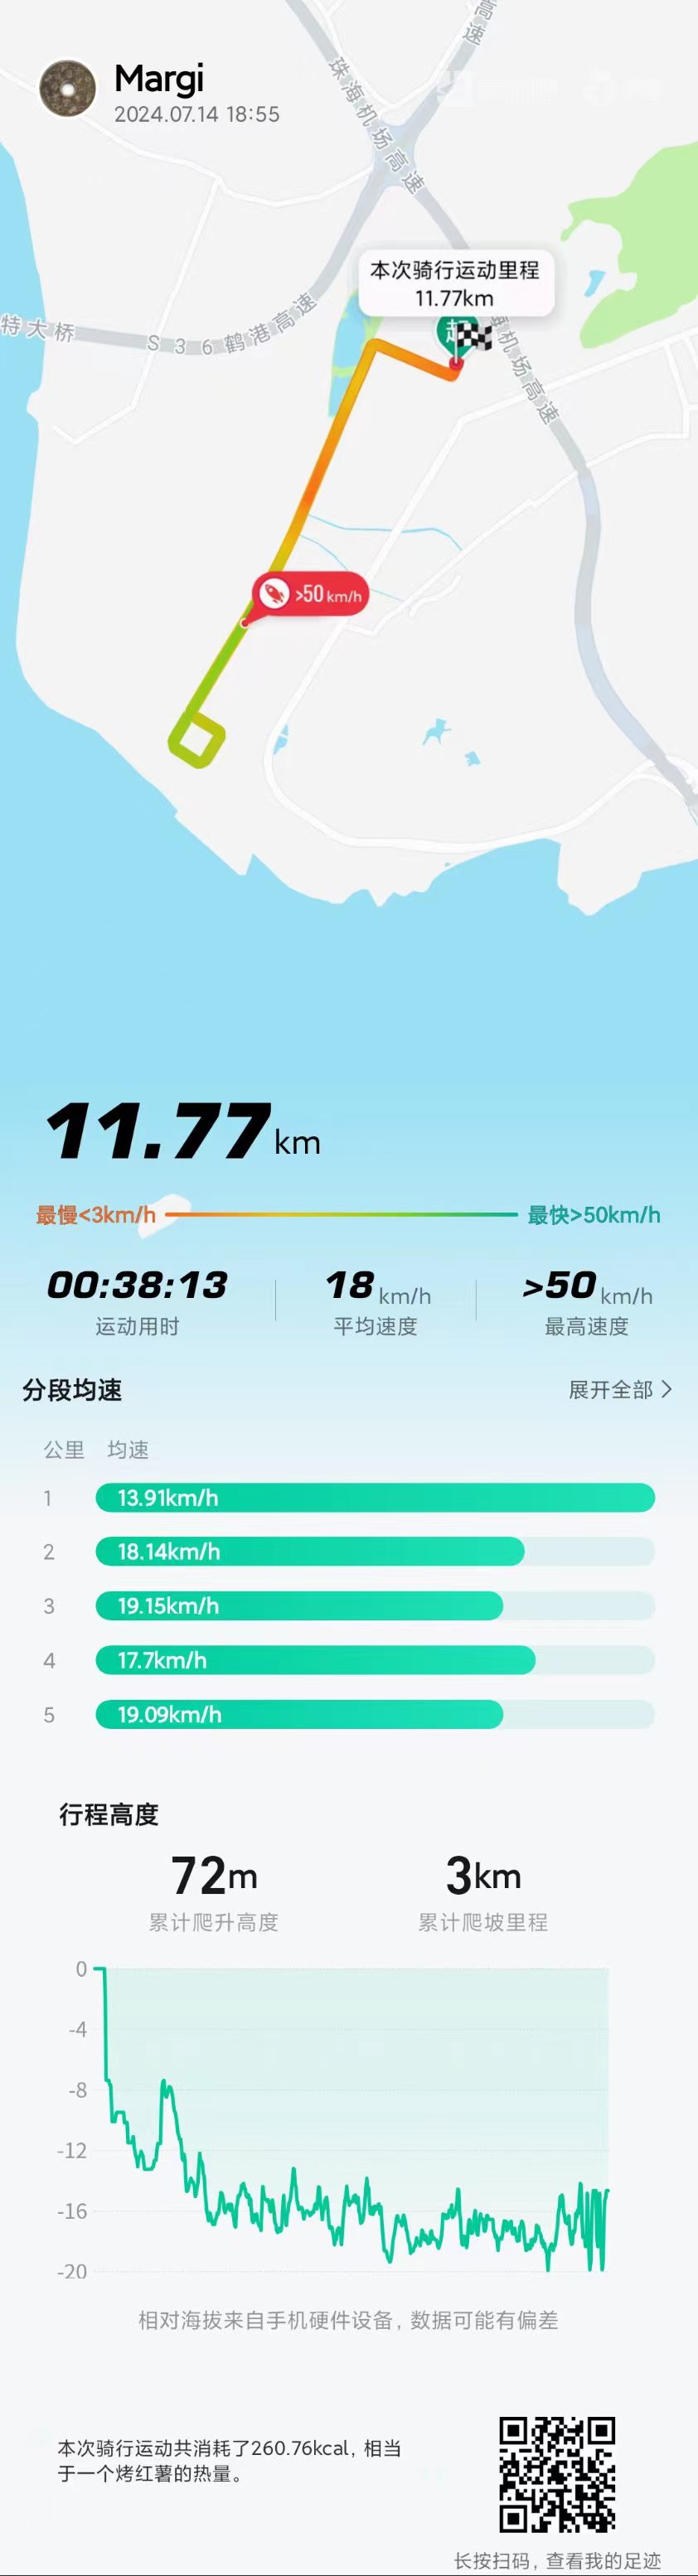 Margi
2024.07.14 18:55
高速
珠海机场高速
本次骑行运动里程
11.77km
起
特大桥
S36鹤港高速
机场高速
>50 km/h
11.77km
最慢<3km/h
最快>50km/h
00:38:13
18 km/h
>50 km/h
运动用时
平均速度
最高速度
分段均速
展开全部 >
公里 均速
1 13.91km/h
2 18.14km/h
3 19.15km/h
4 17.7km/h
5 19.09km/h
行程高度
72m
3km
累计爬升高度
累计爬坡里程
0
-4
-8
-12
-16
-20
相对海拔来自手机硬件设备, 数据可能有偏差
本次骑行运动共消耗了260.76kcal, 相当
于一个烤红薯的热量。
长按扫码, 查看我的足迹